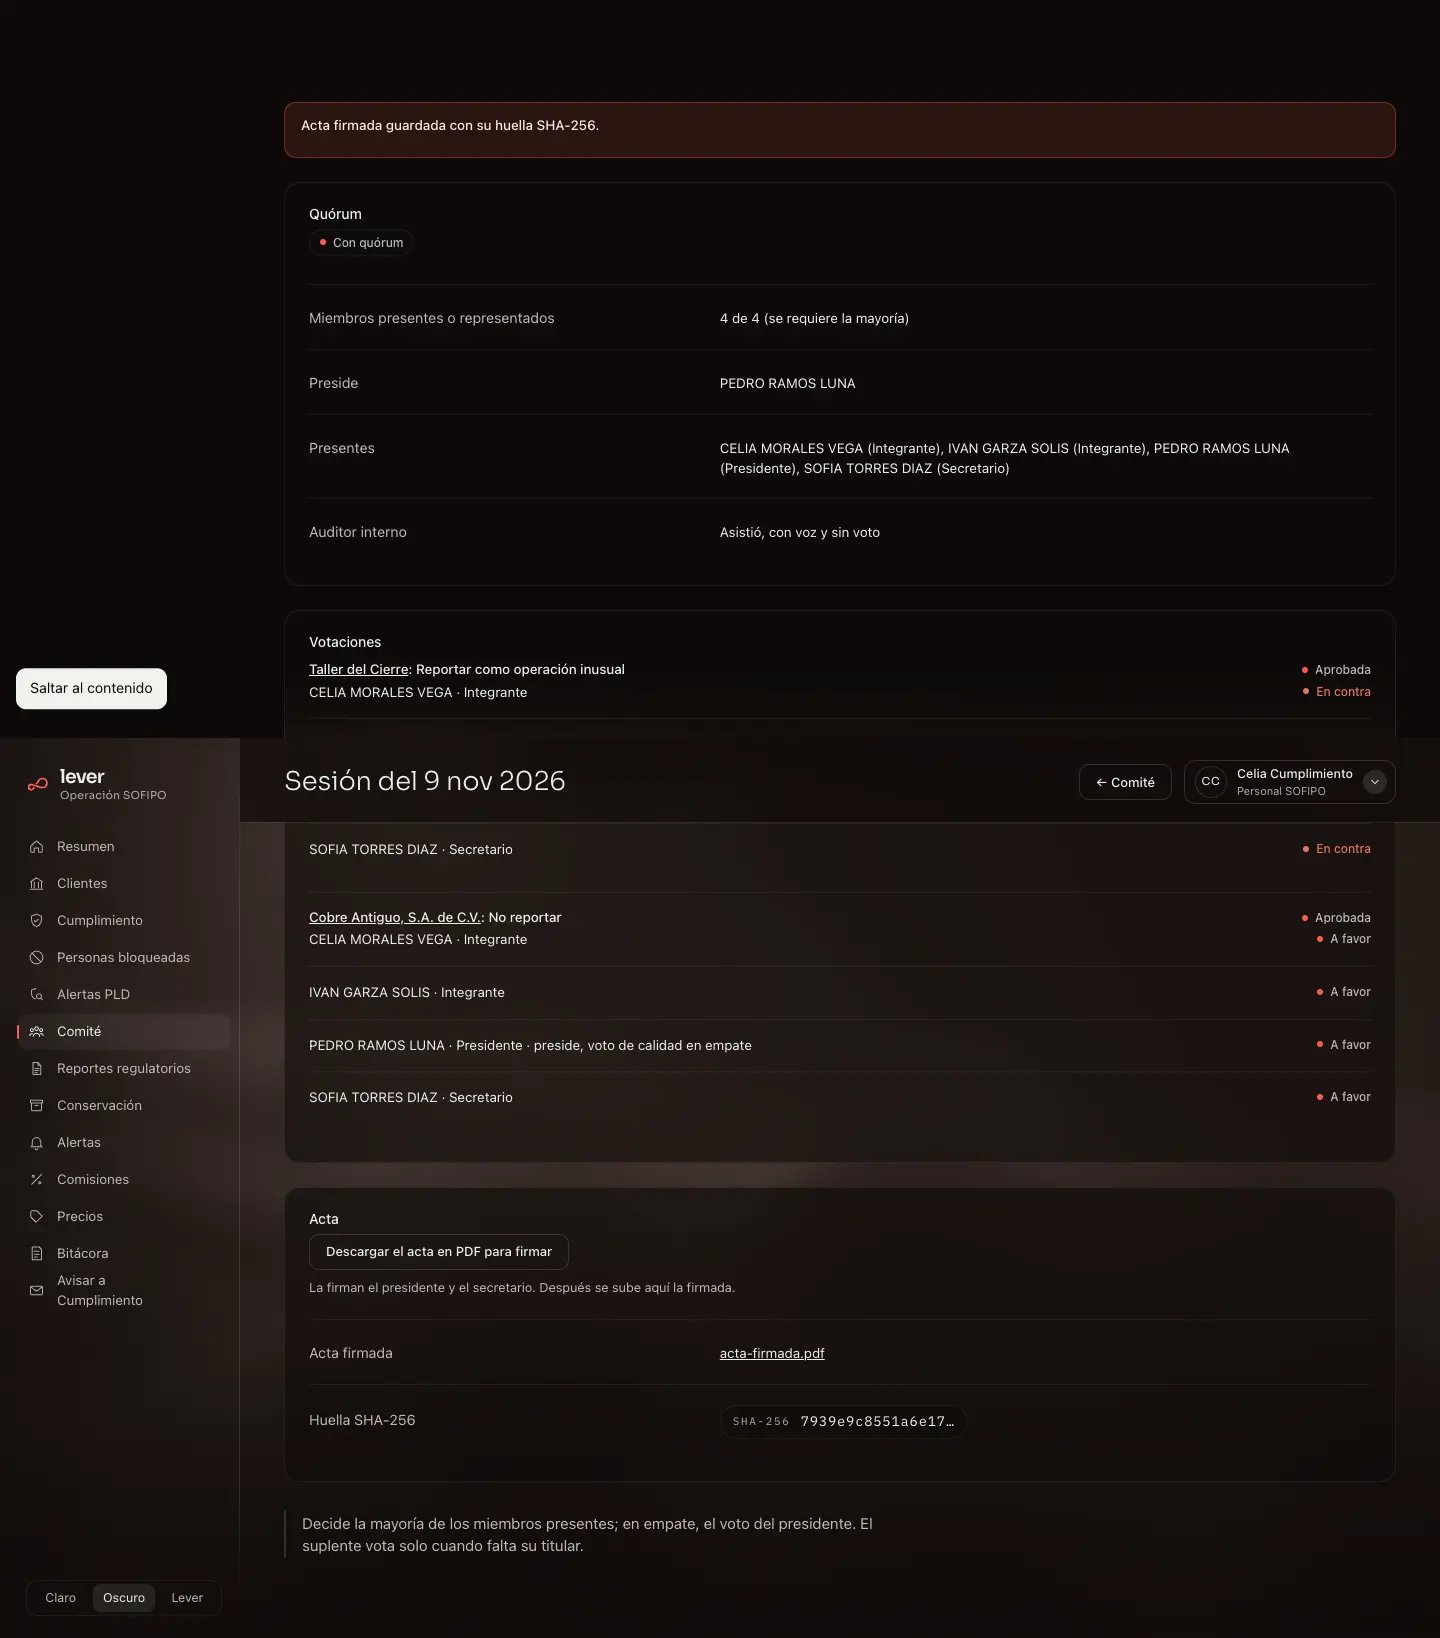 Acta firmada guardada con su huella SHA-256.
Quórum
Con quórum
Miembros presentes o representados
4 de 4 (se requiere la mayoría)
Preside
PEDRO RAMOS LUNA
Presentes
CELIA MORALES VEGA (Integrante), IVAN GARZA SOLIS (Integrante), PEDRO RAMOS LUNA
(Presidente), SOFIA TORRES DIAZ (Secretario)
Auditor interno
Asistió, con voz y sin voto
Votaciones
Taller del Cierre: Reportar como operación inusual
Aprobada
CELIA MORALES VEGA · Integrante
En contra
Saltar al contenido
lever
Operación SOFIPO
Resumen
Clientes
Cumplimiento
Personas bloqueadas
Alertas PLD
Comité
Reportes regulatorios
Conservación
Alertas
Comisiones
Precios
Bitácora
Avisar a
Cumplimiento
Claro
Oscuro
Lever
Sesión del 9 nov 2026
← Comité
CC
Celia Cumplimiento
Personal SOFIPO
SOFIA TORRES DIAZ · Secretario
En contra
Cobre Antiguo, S.A. de C.V.: No reportar
Aprobada
CELIA MORALES VEGA · Integrante
A favor
IVAN GARZA SOLIS · Integrante
A favor
PEDRO RAMOS LUNA · Presidente · preside, voto de calidad en empate
A favor
SOFIA TORRES DIAZ · Secretario
A favor
Acta
Descargar el acta en PDF para firmar
La firman el presidente y el secretario. Después se sube aquí la firmada.
Acta firmada
acta-firmada.pdf
Huella SHA-256
SHA-256 7939e9c8551a6e17…
Decide la mayoría de los miembros presentes; en empate, el voto del presidente. El
suplente vota solo cuando falta su titular.